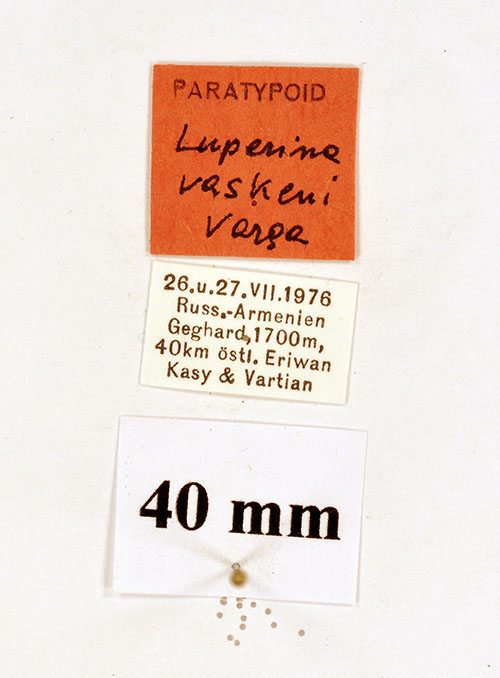 PARATYPOID
Luperina
vaskeni
Varga
26.u.27.VII.1976
Russ.-Armenien
Geghard,1700m,
40km östl. Eriwan
Kasy & Vartian
40 mm